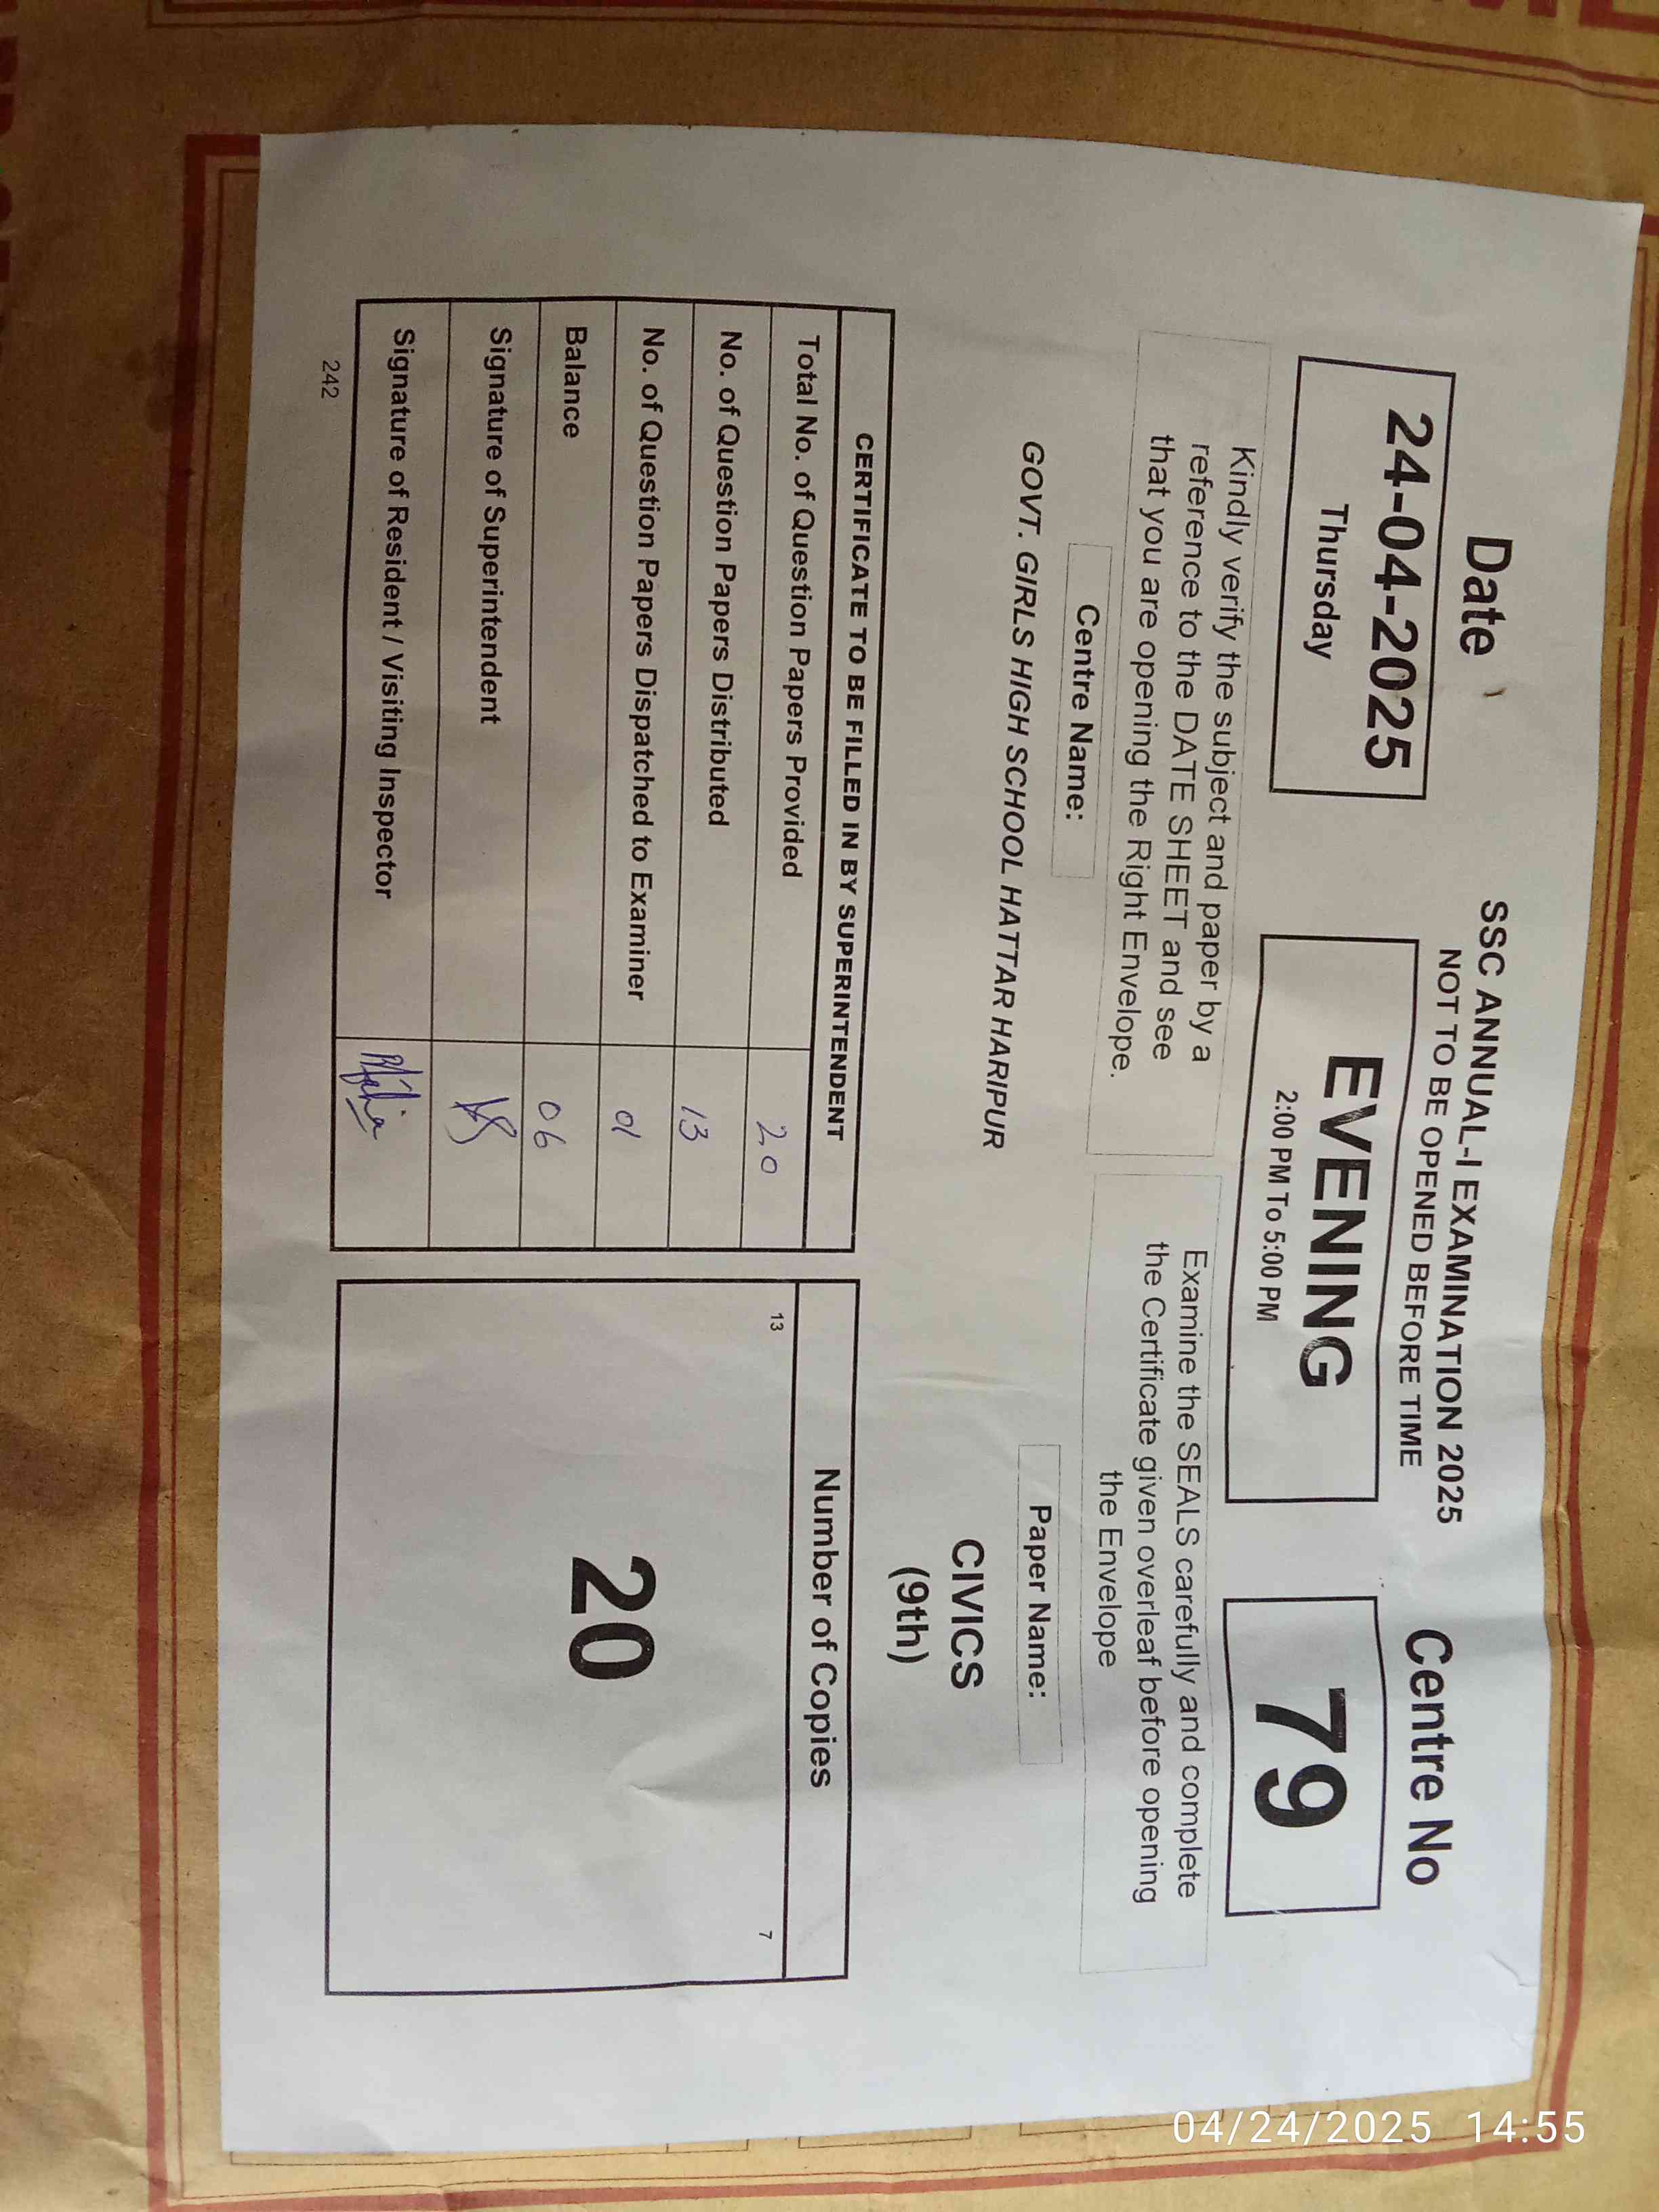 Date
SSC ANNUAL-I EXAMINATION 2025
NOT TO BE OPENED BEFORE TIME
Centre No
24-04-2025
Thursday
EVENING
2:00 PM To 5:00 PM
79
Kindly verify the subject and paper by a
reference to the DATE SHEET and see
that you are opening the Right Envelope.
Examine the SEALS carefully and complete
the Certificate given overleaf before opening
the Envelope
Centre Name:
GOVT. GIRLS HIGH SCHOOL HATTAR HARIPUR
Paper Name:
CIVICS
(9th)
CERTIFICATE TO BE FILLED IN BY SUPERINTENDENT
Total No. of Question Papers Provided 20
No. of Question Papers Distributed 13
No. of Question Papers Dispatched to Examiner 01
Balance 06
Signature of Superintendent
Signature of Resident / Visiting Inspector
242
Number of Copies
13 7
20
04/24/2025 14:55